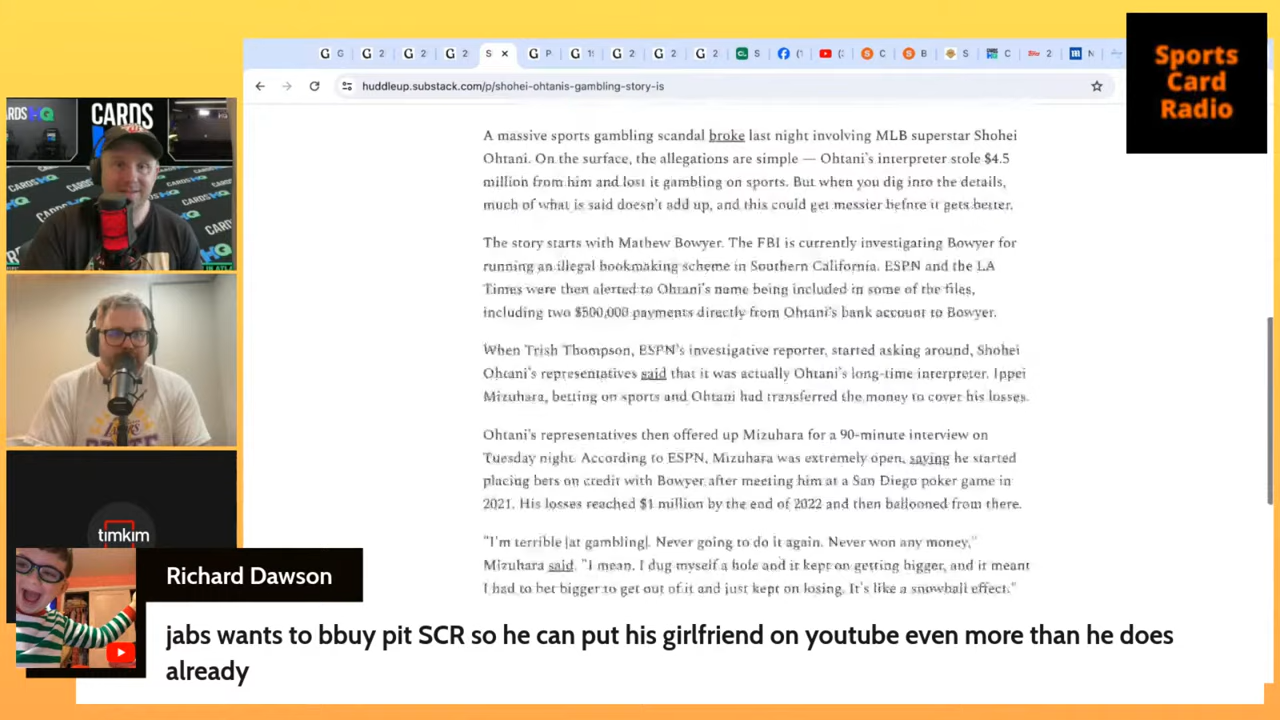 Sports
Card
Radio
S
huddleup.substack.com/p/shohei-ohtanis-gambling-story-is
CARDS
HQ
A massive sports gambling scandal broke last night involving MLB superstar Shohei
Ohtani. On the surface, the allegations are simple — Ohtani's interpreter stole $4.5
million from him and lost it gambling on sports. But when you dig into the details,
much of what is said doesn't add up, and this could get messier before it gets better.
The story starts with Mathew Bowyer. The FBI is currently investigating Bowyer for
running an illegal bookmaking scheme in Southern California. ESPN and the LA
Times were then alerted to Ohtani's name being included in some of the files,
including two $500,000 payments directly from Ohtani's bank account to Bowyer.
When Trish Thompson, ESPN's investigative reporter, started asking around, Shohei
Ohtani's representatives said that it was actually Ohtani's long-time interpreter, Ippei
Mizuhara, betting on sports and Ohtani had transferred the money to cover his losses.
Ohtani's representatives then offered up Mizuhara for a 90-minute interview on
Tuesday night. According to ESPN, Mizuhara was extremely open, saying he started
placing bets on credit with Bowyer after meeting him at a San Diego poker game in
2021. His losses reached $1 million by the end of 2022 and then ballooned from there.
"I'm terrible [at gambling]. Never going to do it again. Never won any money,"
Mizuhara said. "I mean, I dug myself a hole and it kept on getting bigger, and it meant
I had to bet bigger to get out of it and just kept on losing. It's like a snowball effect."
timkim
Richard Dawson
jabs wants to bbuy pit SCR so he can put his girlfriend on youtube even more than he does
already